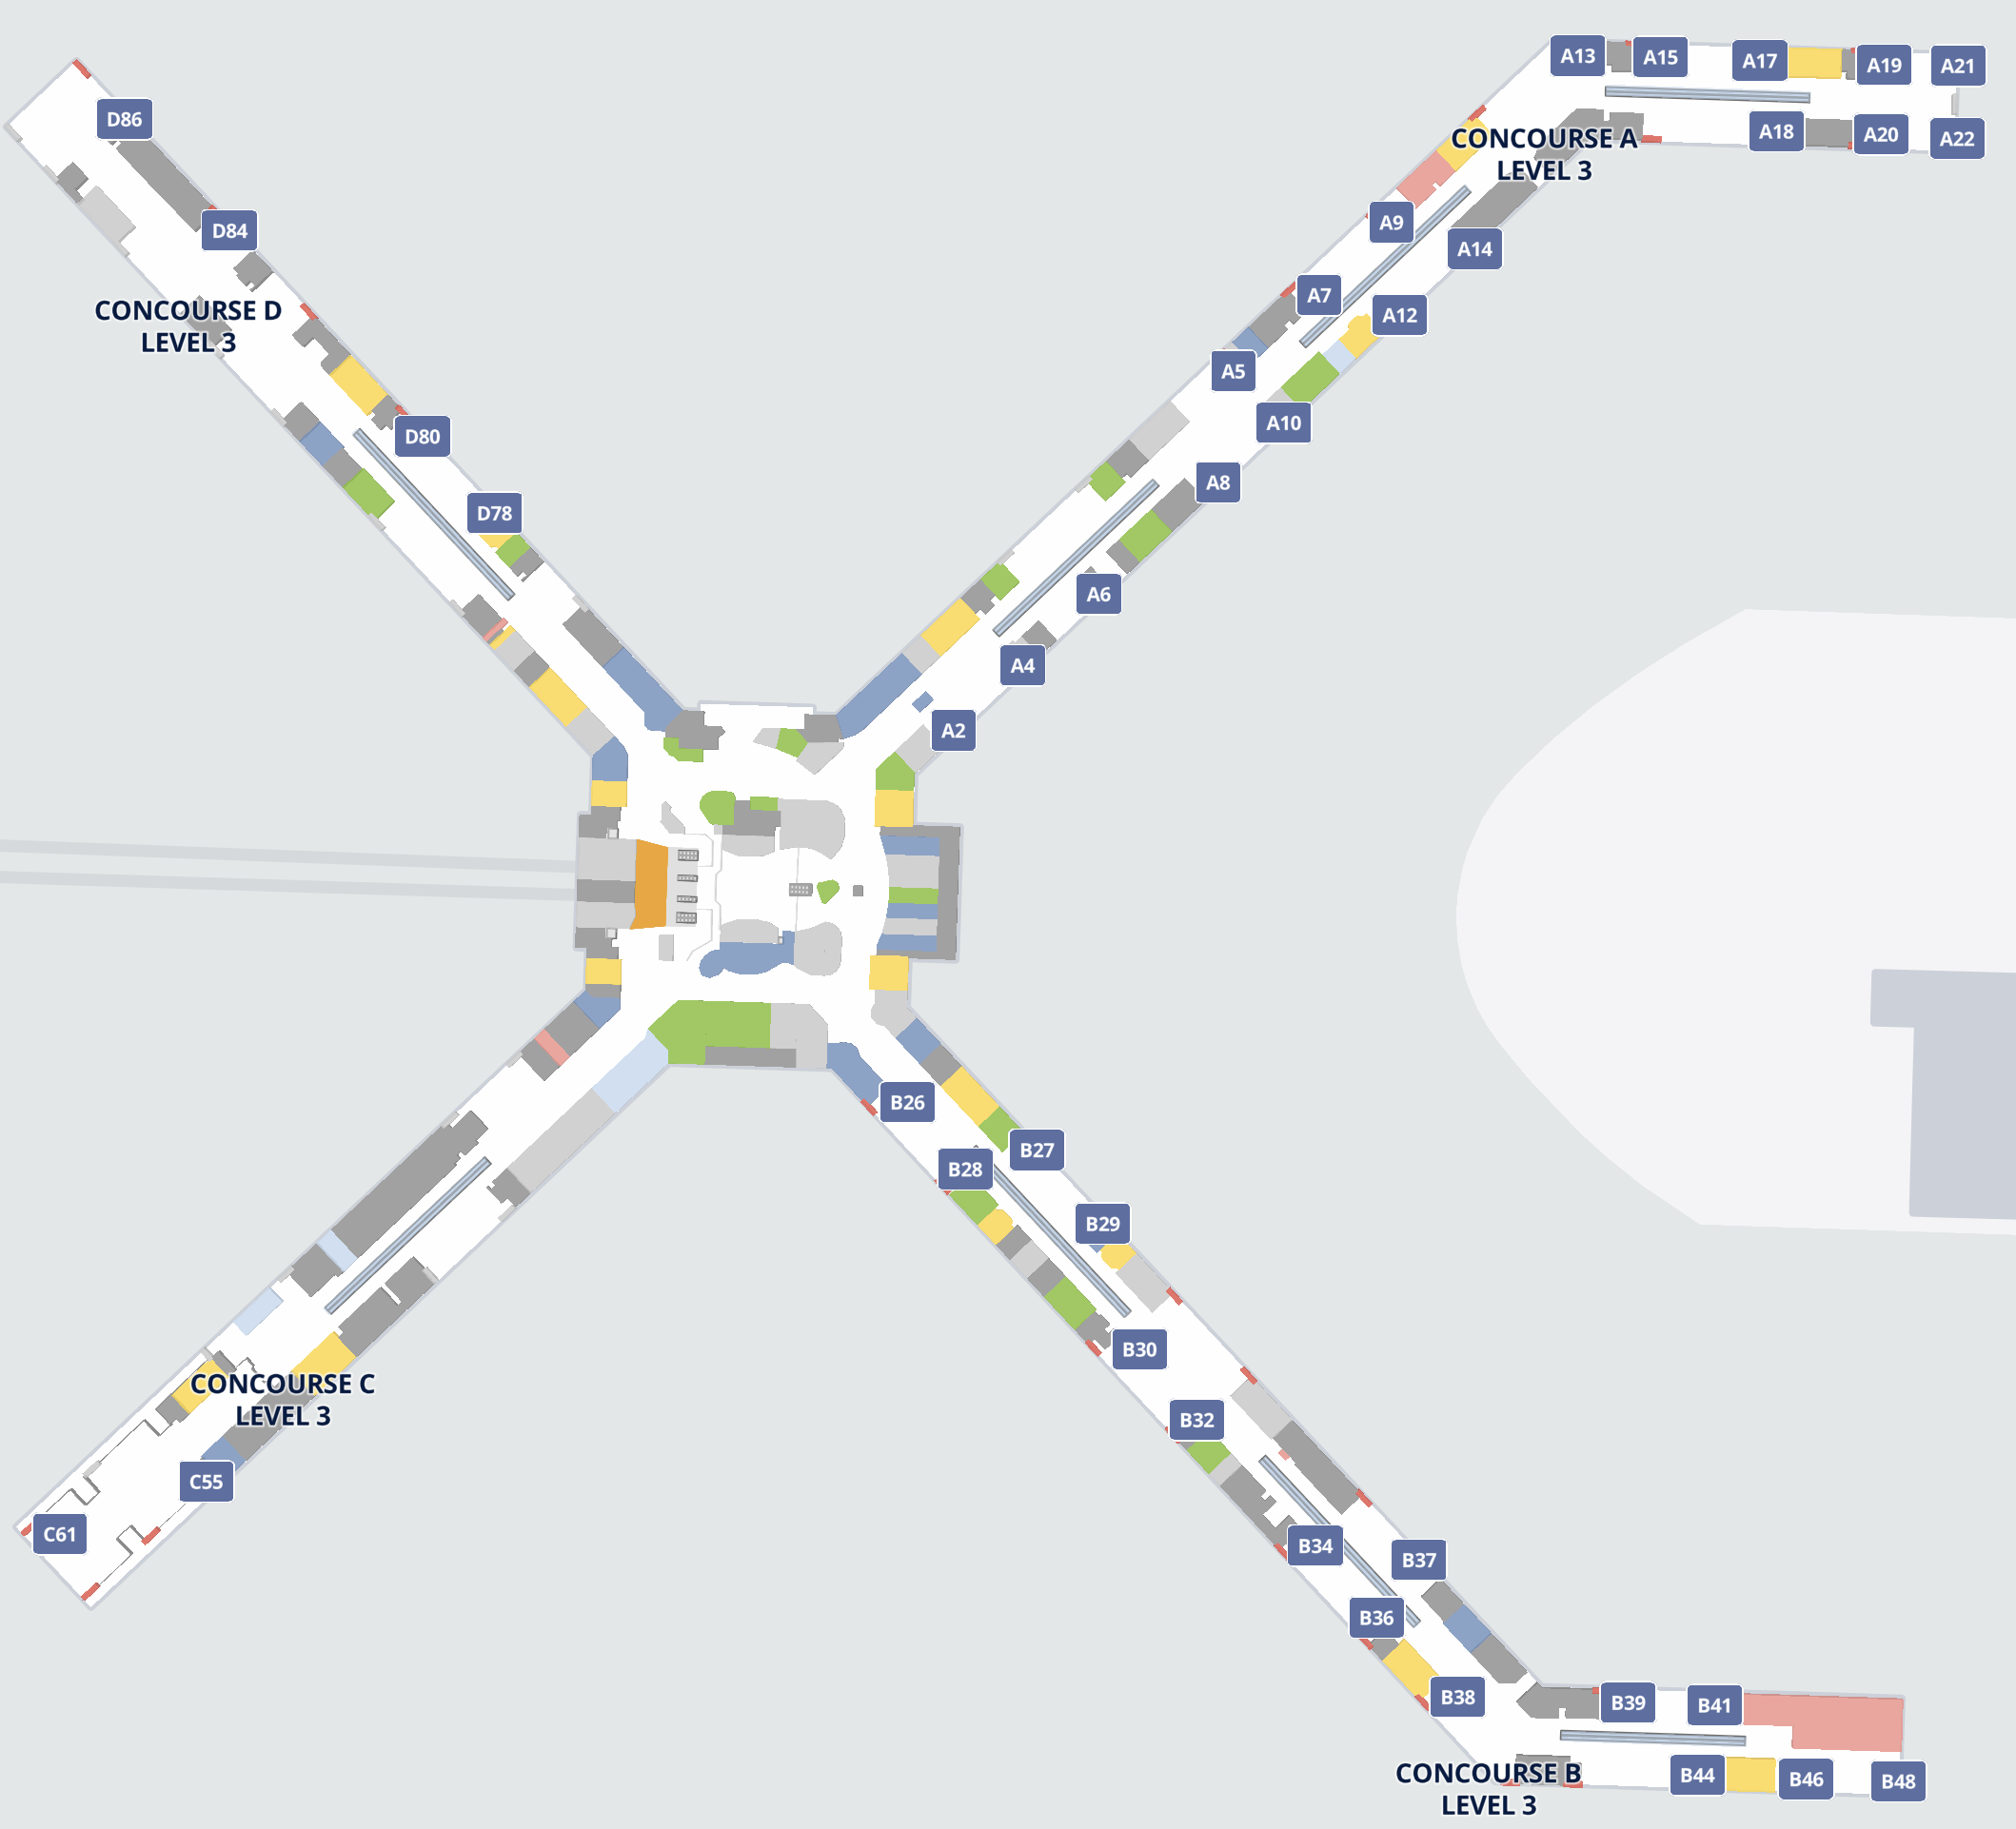 A13
A15
A17
A19
A21
D86
A18
A20
A22
CONCOURSE A
LEVEL 3
A9
D84
A14
A7
CONCOURSE D
LEVEL 3
A12
A5
A10
D80
A8
D78
A6
A4
A2
B26
B27
B28
B29
B30
CONCOURSE C
LEVEL 3
B32
C55
C61
B34
B37
B36
B38
B39
B41
CONCOURSE B
LEVEL 3
B44
B46
B48